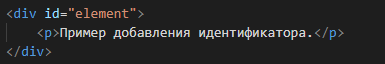 <div id="element">
    <p>Пример добавления идентификатора.</p>
</div>